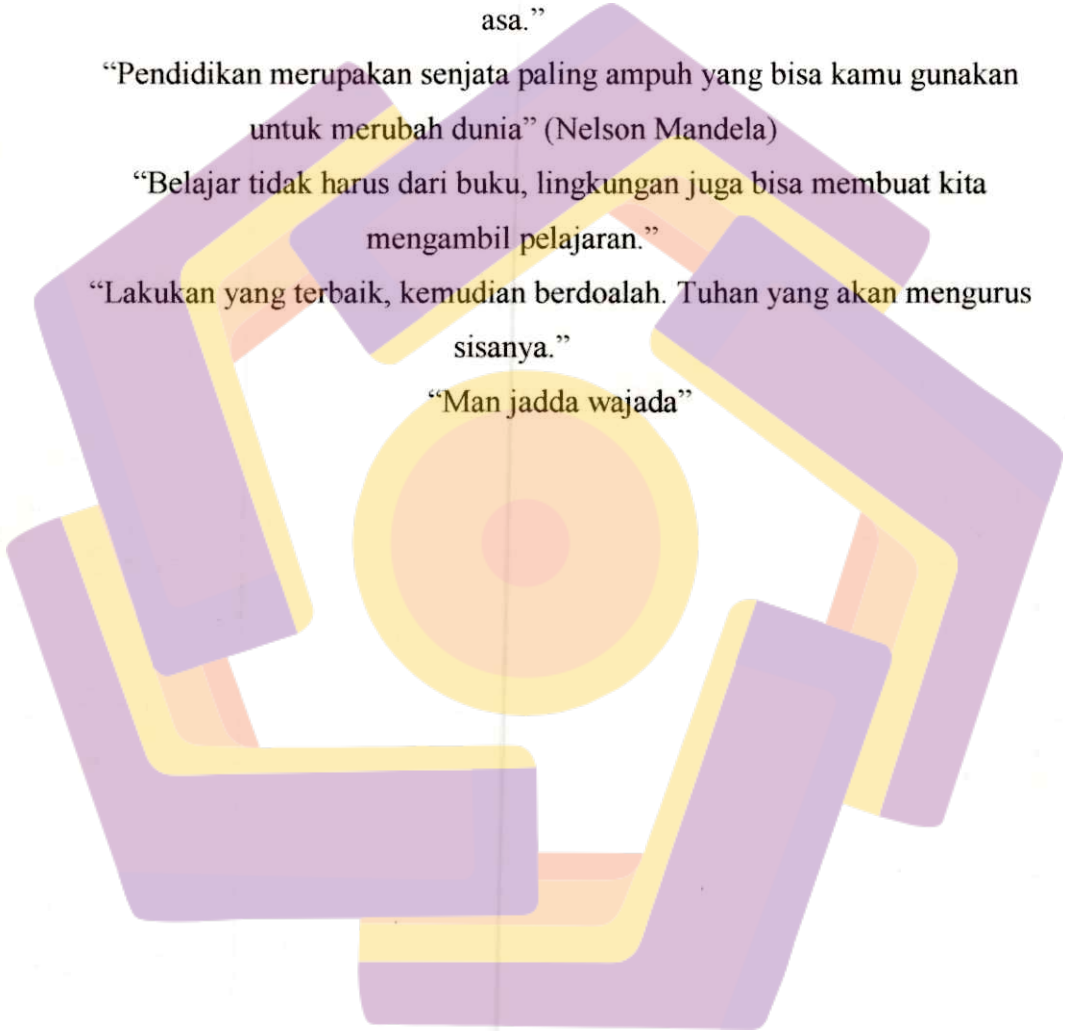 asa.”
“Pendidikan merupakan senjata paling ampuh yang bisa kamu gunakan
untuk merubah dunia” (Nelson Mandela)
“Belajar tidak harus dari buku, lingkungan juga bisa membuat kita
mengambil pelajaran.”
“Lakukan yang terbaik, kemudian berdoalah. Tuhan yang akan mengurus
sisanya.”
“Man jadda wajada”